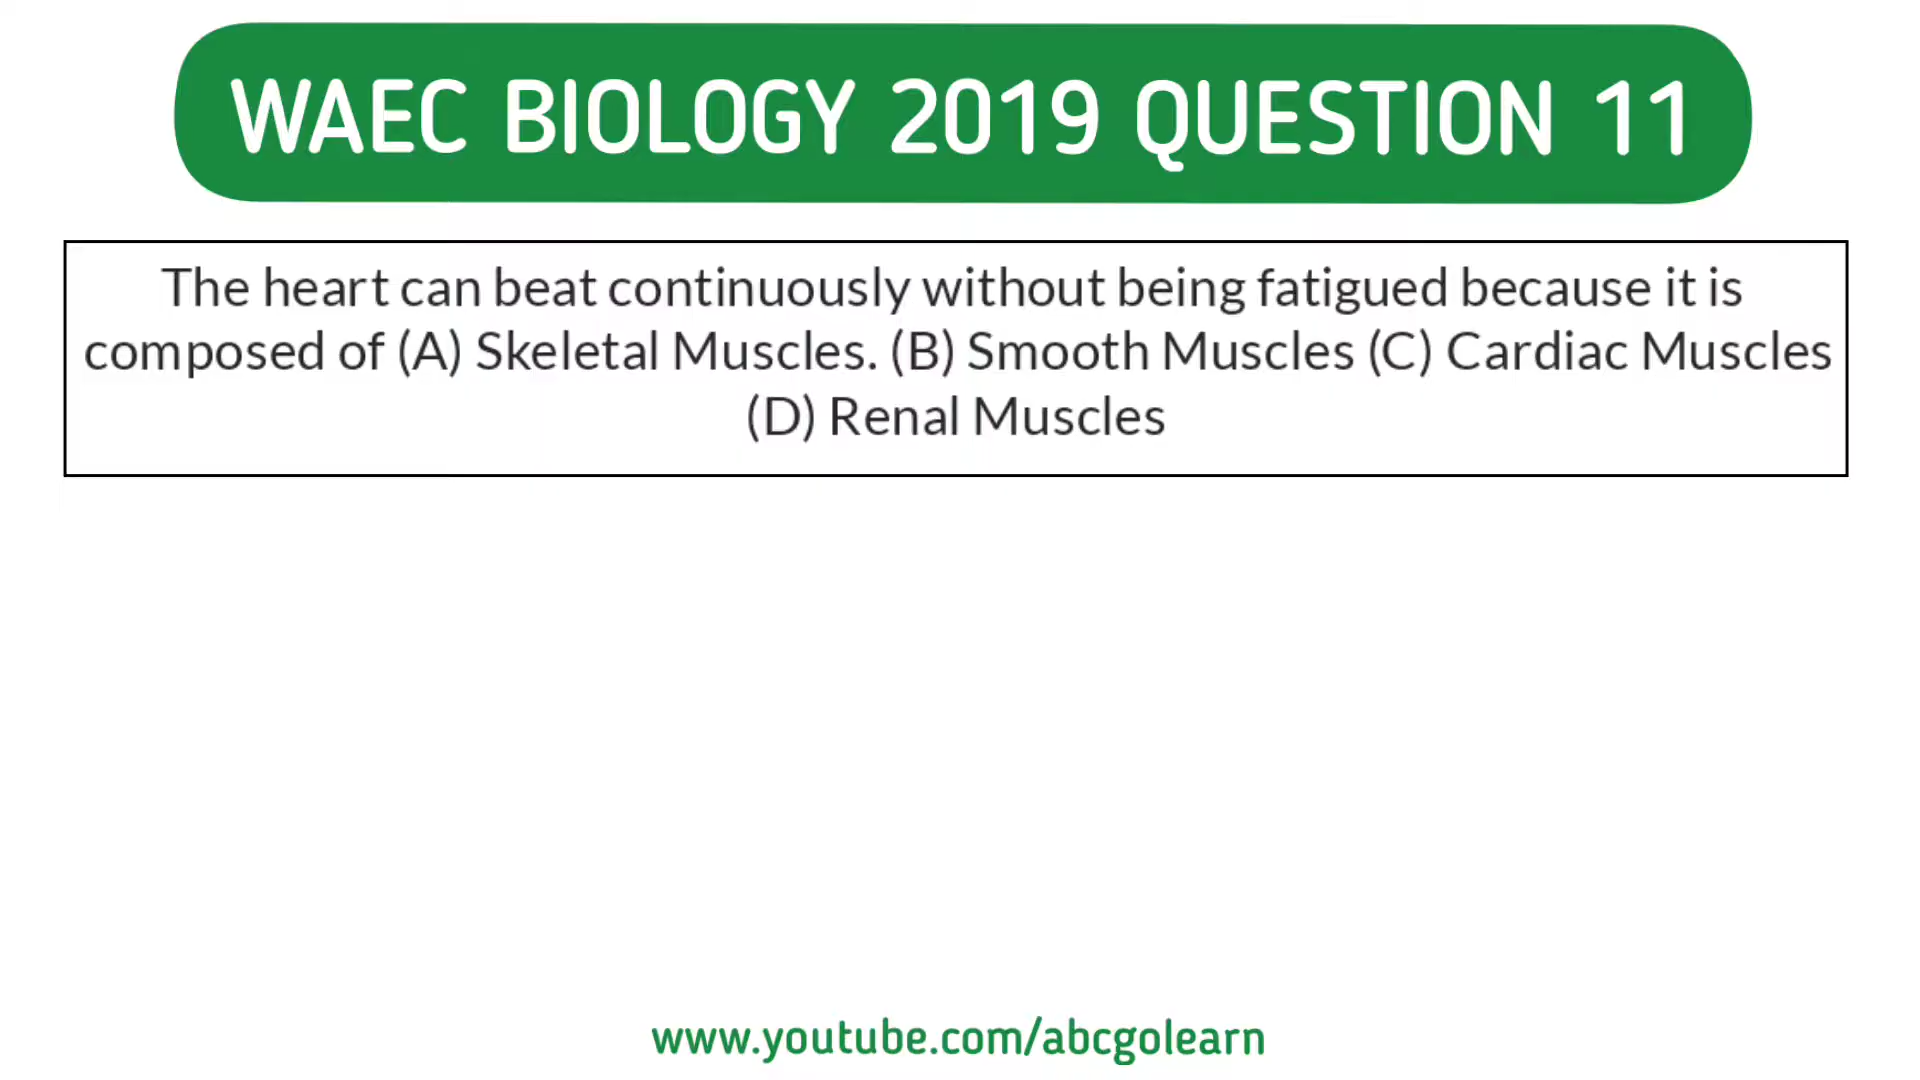 WAEC BIOLOGY 2019 QUESTION 11
The heart can beat continuously without being fatigued because it is
composed of (A) Skeletal Muscles. (B) Smooth Muscles (C) Cardiac Muscles
(D) Renal Muscles
www.youtube.com/abcgolearn